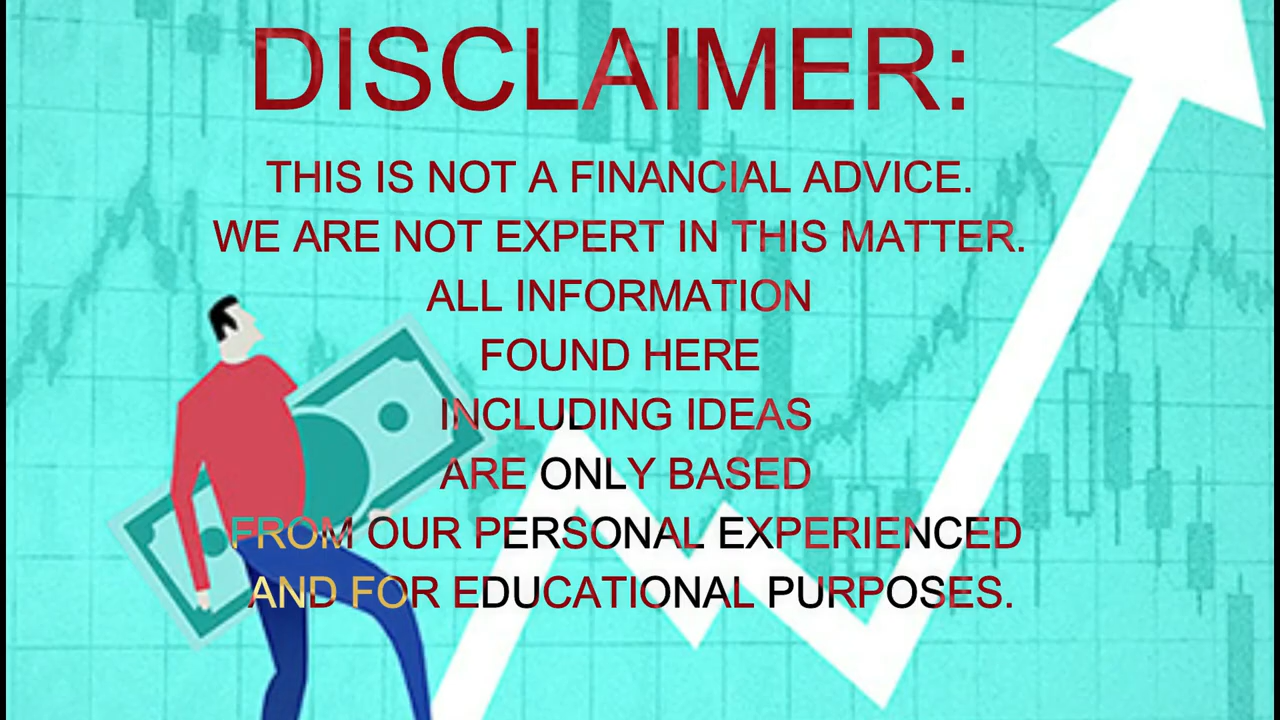 DISCLAIMER:
THIS IS NOT A FINANCIAL ADVICE.
WE ARE NOT EXPERT IN THIS MATTER.
ALL INFORMATION
FOUND HERE
INCLUDING IDEAS
ARE ONLY BASED
FROM OUR PERSONAL EXPERIENCED
AND FOR EDUCATIONAL PURPOSES.